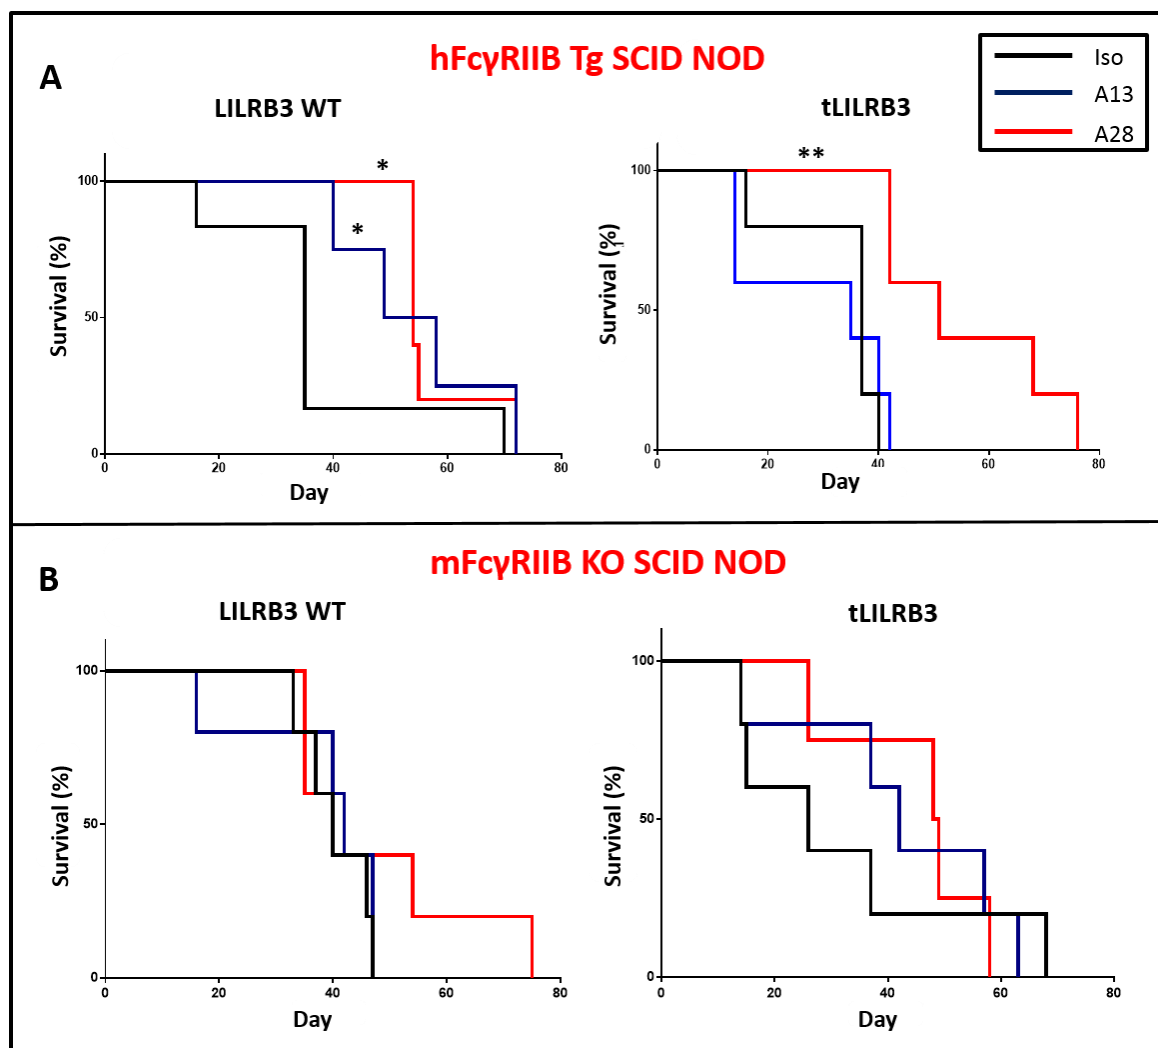 A
hFcγRIIB Tg SCID NOD
Iso
A13
A28
LILRB3 WT
tLILRB3
Survival (%)
100
50
0
0 20 40 60 80
Day
*
*
Survival (%)
100
50
0
0 20 40 60 80
Day
**
B
mFcγRIIB KO SCID NOD
LILRB3 WT
tLILRB3
Survival (%)
100
50
0
0 20 40 60 80
Day
Survival (%)
100
50
0
0 20 40 60 80
Day